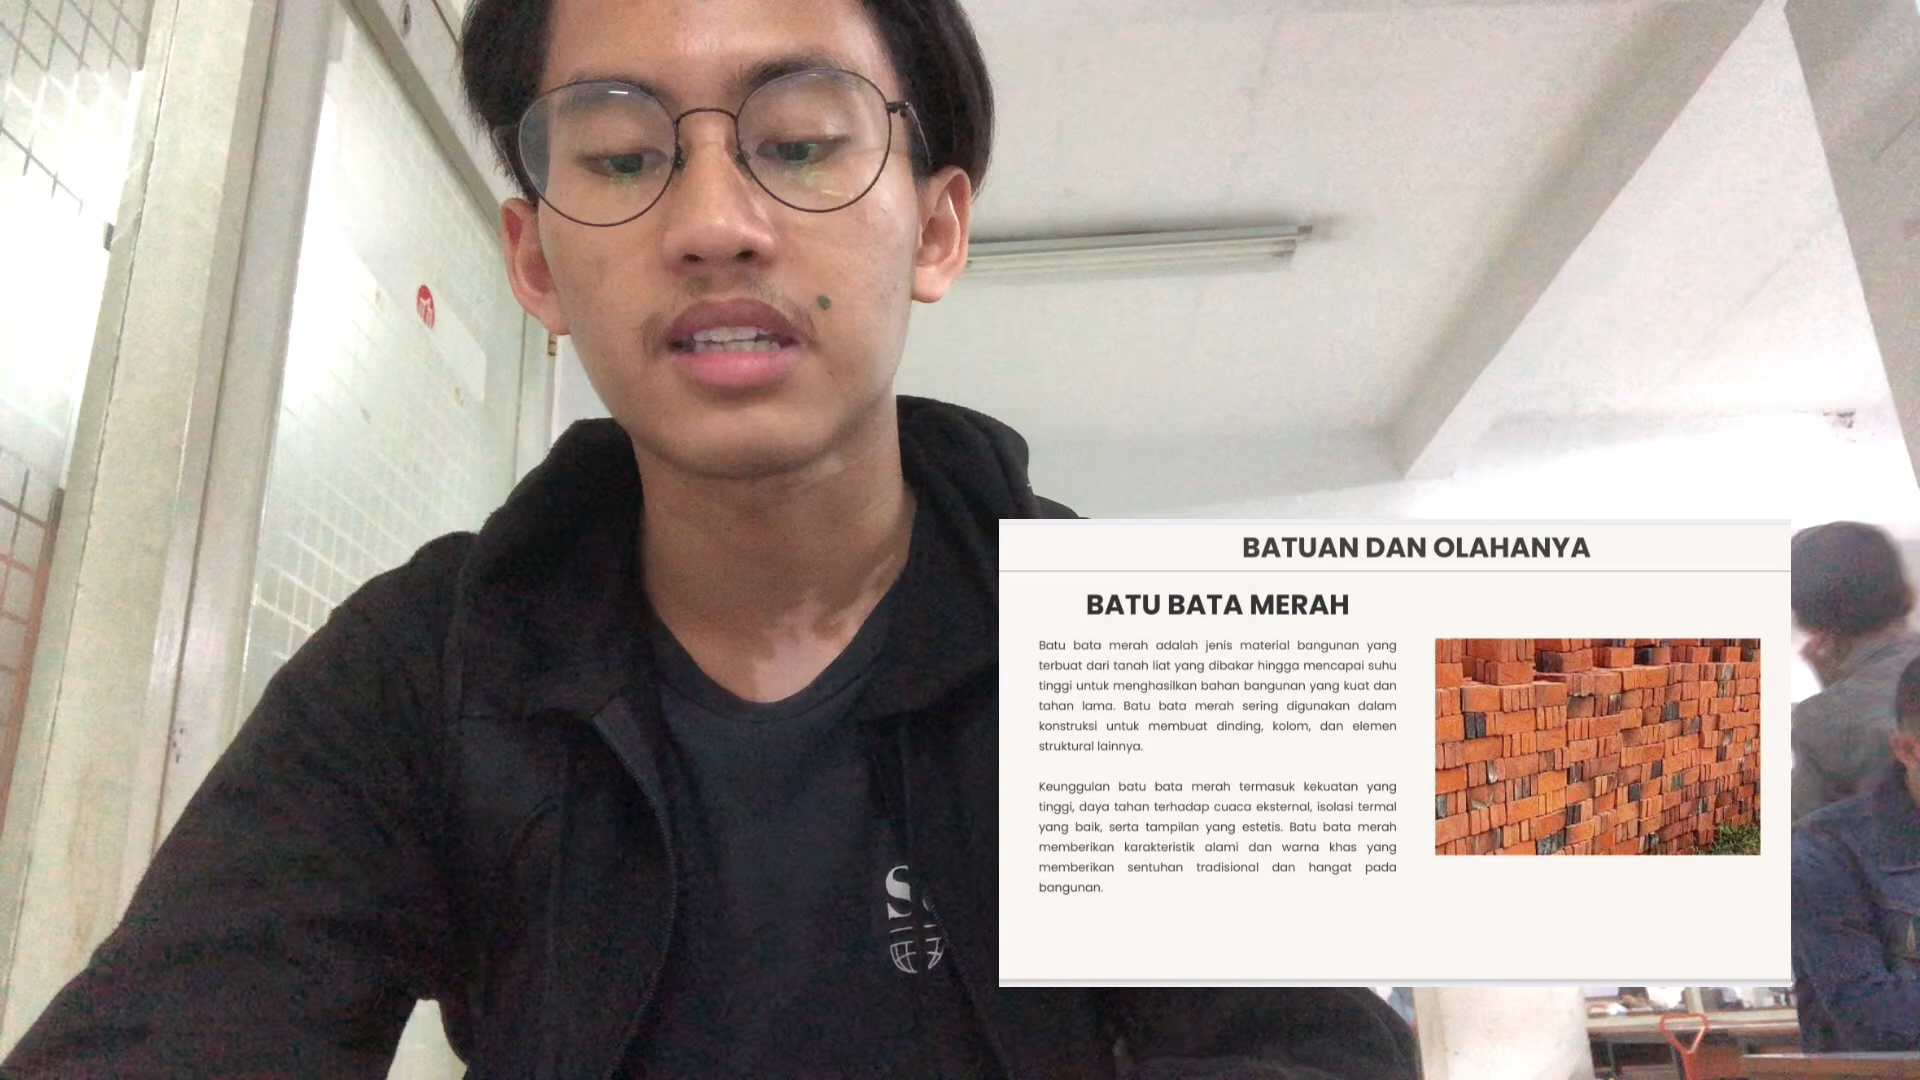 BATUAN DAN OLAHANYA
BATU BATA MERAH
Batu bata merah adalah jenis material bangunan yang
terbuat dari tanah liat yang dibakar hingga mencapai suhu
tinggi untuk menghasilkan bahan bangunan yang kuat dan
tahan lama. Batu bata merah sering digunakan dalam
konstruksi untuk membuat dinding, kolom, dan elemen
struktural lainnya.
Keunggulan batu bata merah termasuk kekuatan yang
tinggi, daya tahan terhadap cuaca eksternal, isolasi termal
yang baik, serta tampilan yang estetis. Batu bata merah
memberikan karakteristik alami dan warna khas yang
memberikan sentuhan tradisional dan hangat pada
bangunan.